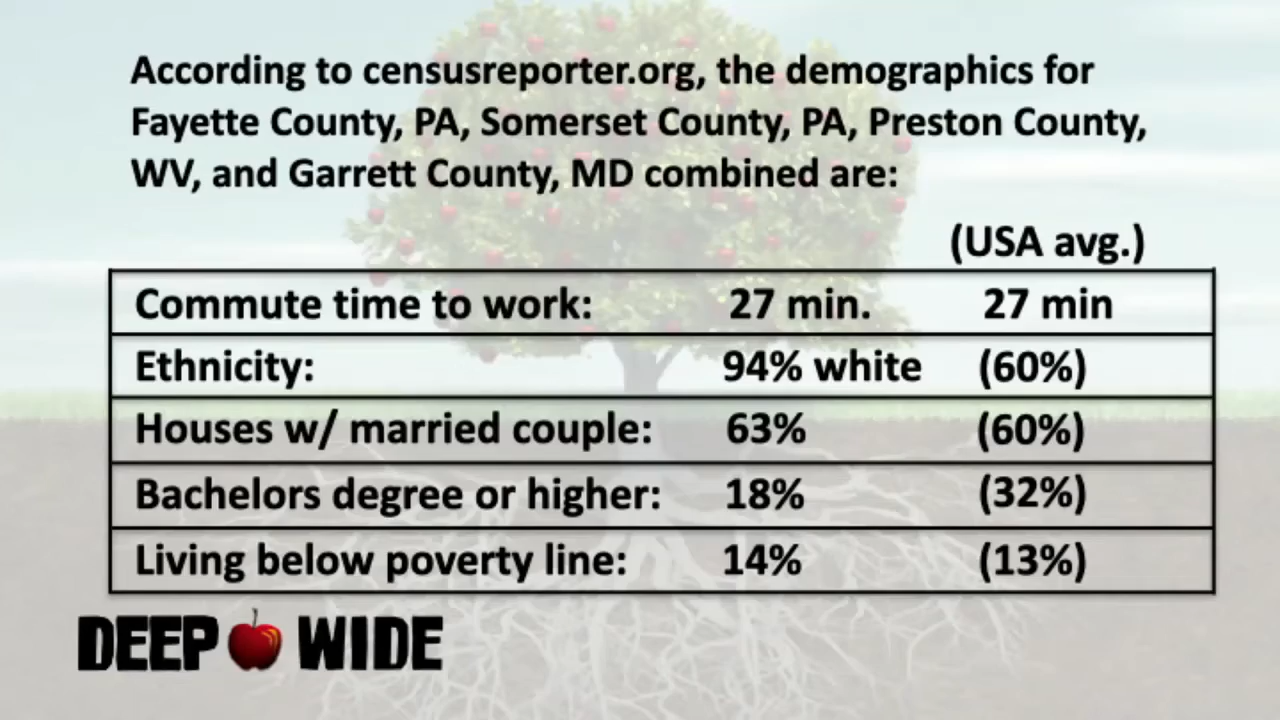 According to censusreporter.org, the demographics for
Fayette County, PA, Somerset County, PA, Preston County,
WV, and Garrett County, MD combined are:
(USA avg.)
Commute time to work: 27 min. 27 min
Ethnicity: 94% white (60%)
Houses w/ married couple: 63% (60%)
Bachelors degree or higher: 18% (32%)
Living below poverty line: 14% (13%)
DEEP WIDE